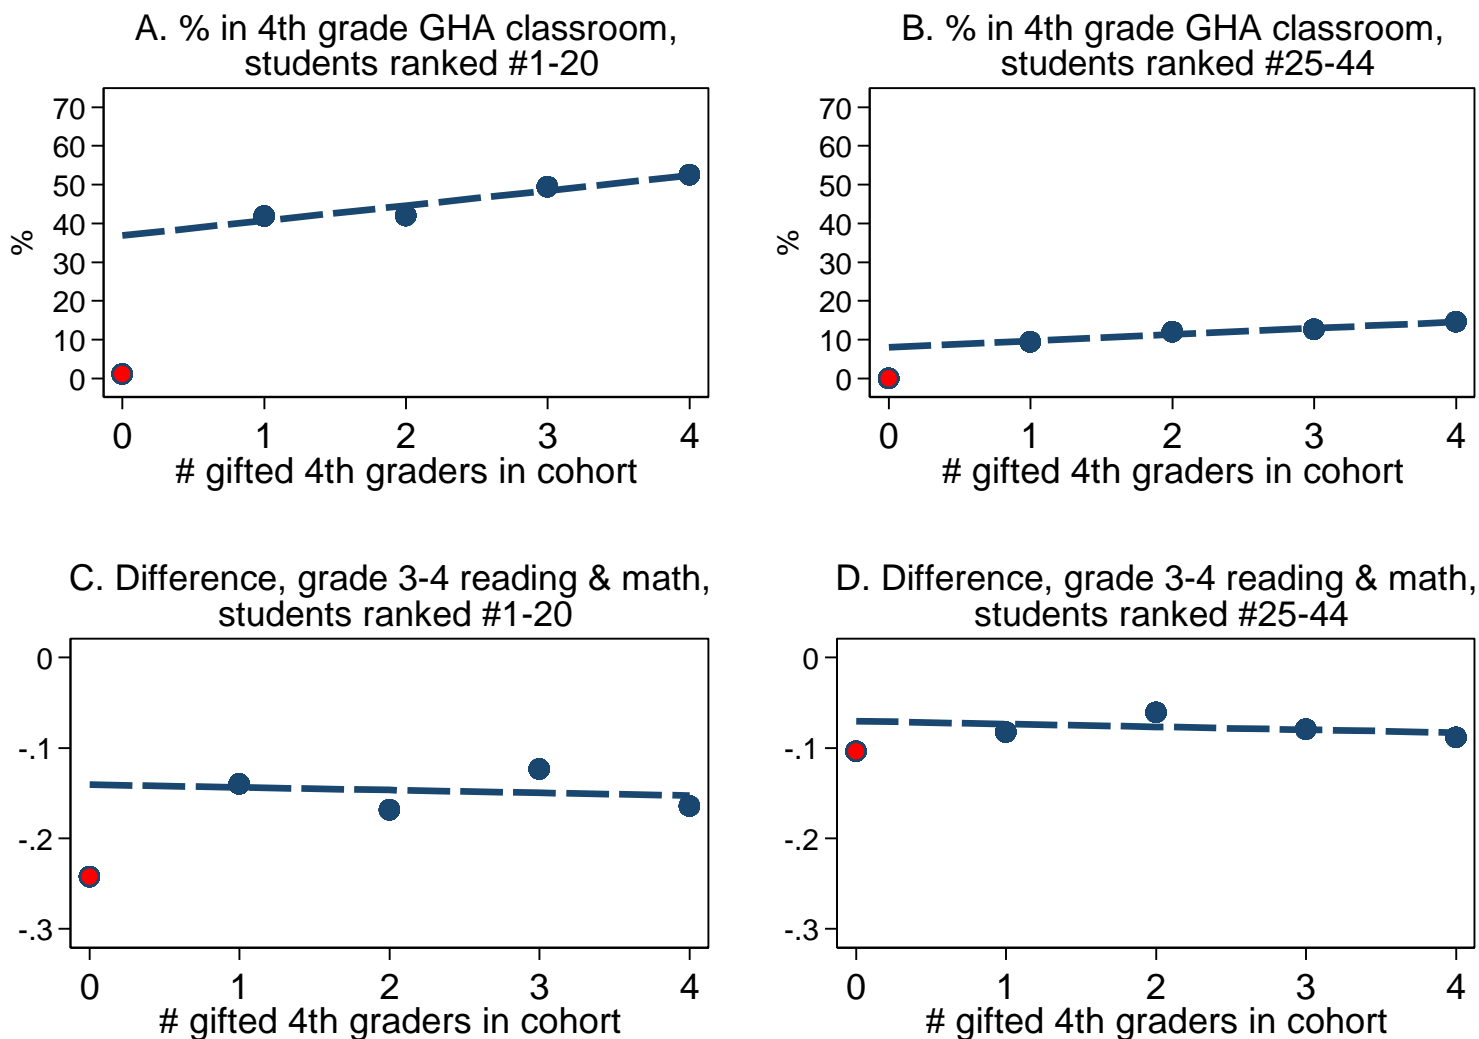 A. % in 4th grade GHA classroom,
students ranked #1-20
70
60
50
40
30
20
10
0
%
0 1 2 3 4
# gifted 4th graders in cohort
B. % in 4th grade GHA classroom,
students ranked #25-44
70
60
50
40
30
20
10
0
%
0 1 2 3 4
# gifted 4th graders in cohort
C. Difference, grade 3-4 reading & math,
students ranked #1-20
0
-.1
-.2
-.3
0 1 2 3 4
# gifted 4th graders in cohort
D. Difference, grade 3-4 reading & math,
students ranked #25-44
0
-.1
-.2
-.3
0 1 2 3 4
# gifted 4th graders in cohort